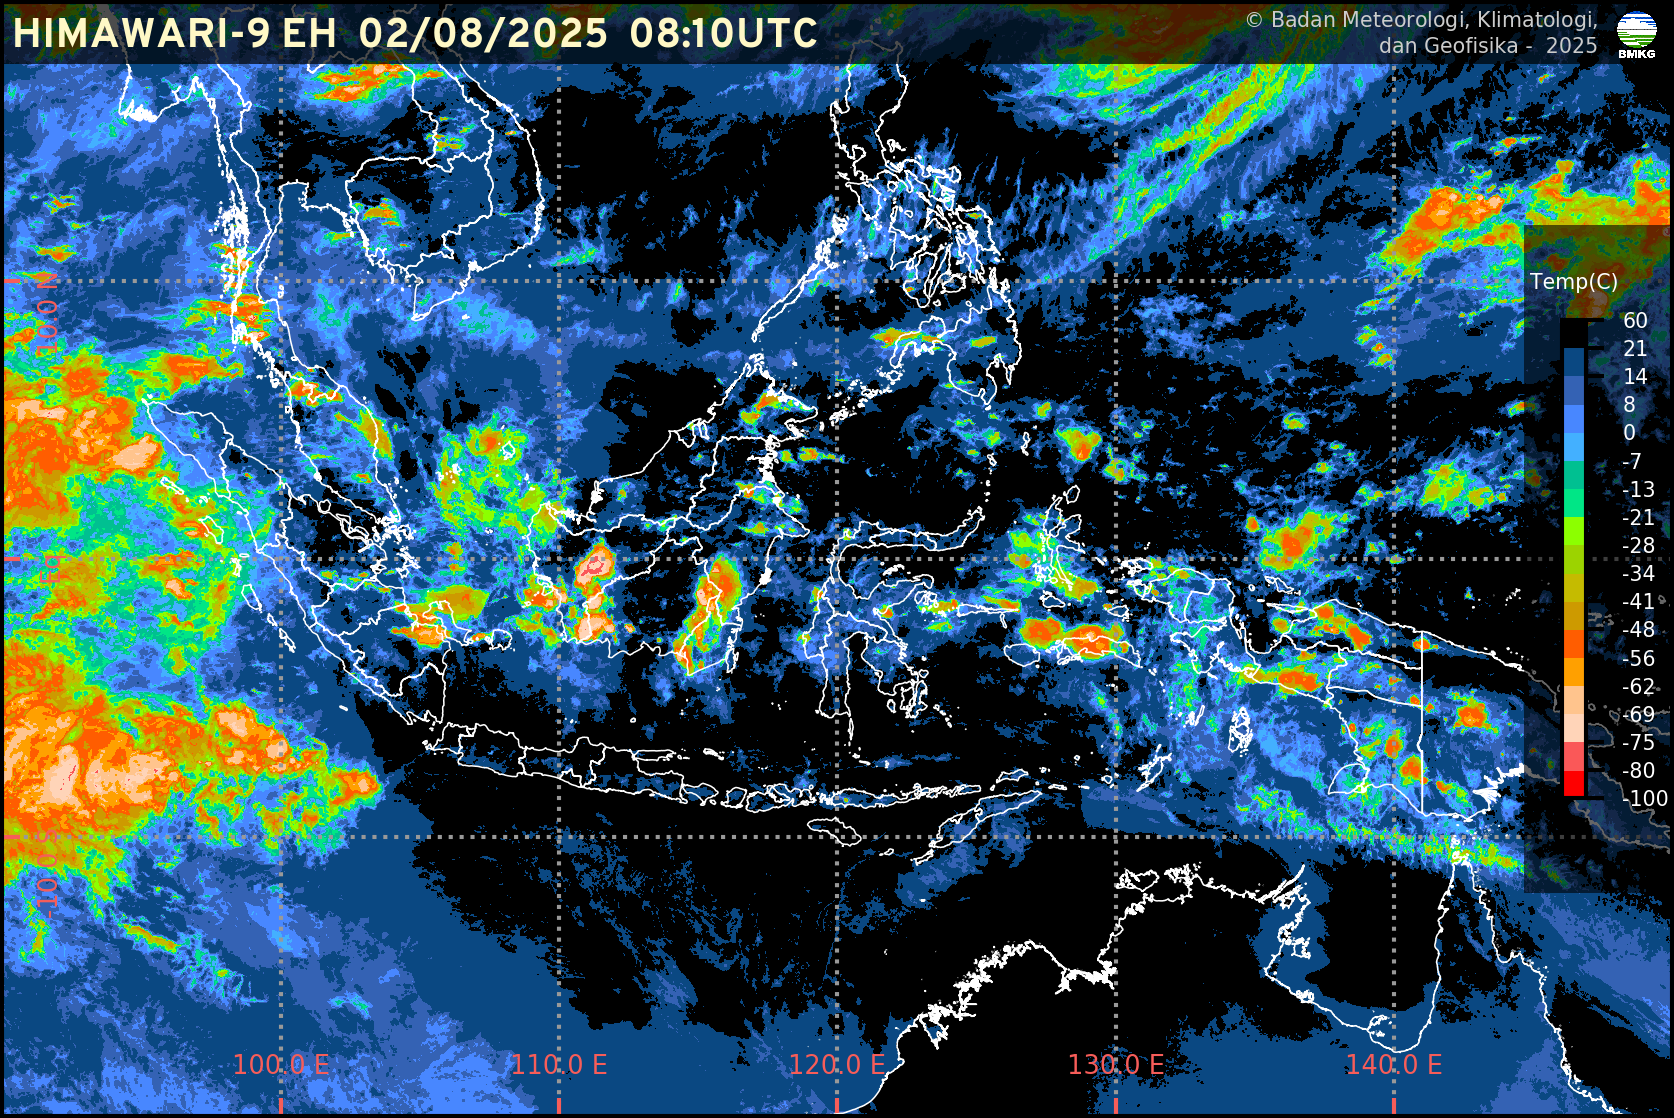 HIMAWARI-9 EH 02/08/2025 08:10UTC
© Badan Meteorologi, Klimatologi,
dan Geofisika - 2025
BMKG
10.0 N
Temp(C)
60
21
14
8
0
-7
-13
-21
-28
-34
-41
-48
-56
-62
-69
-75
-80
-100
100.0 E
110.0 E
120.0 E
130.0 E
140.0 E